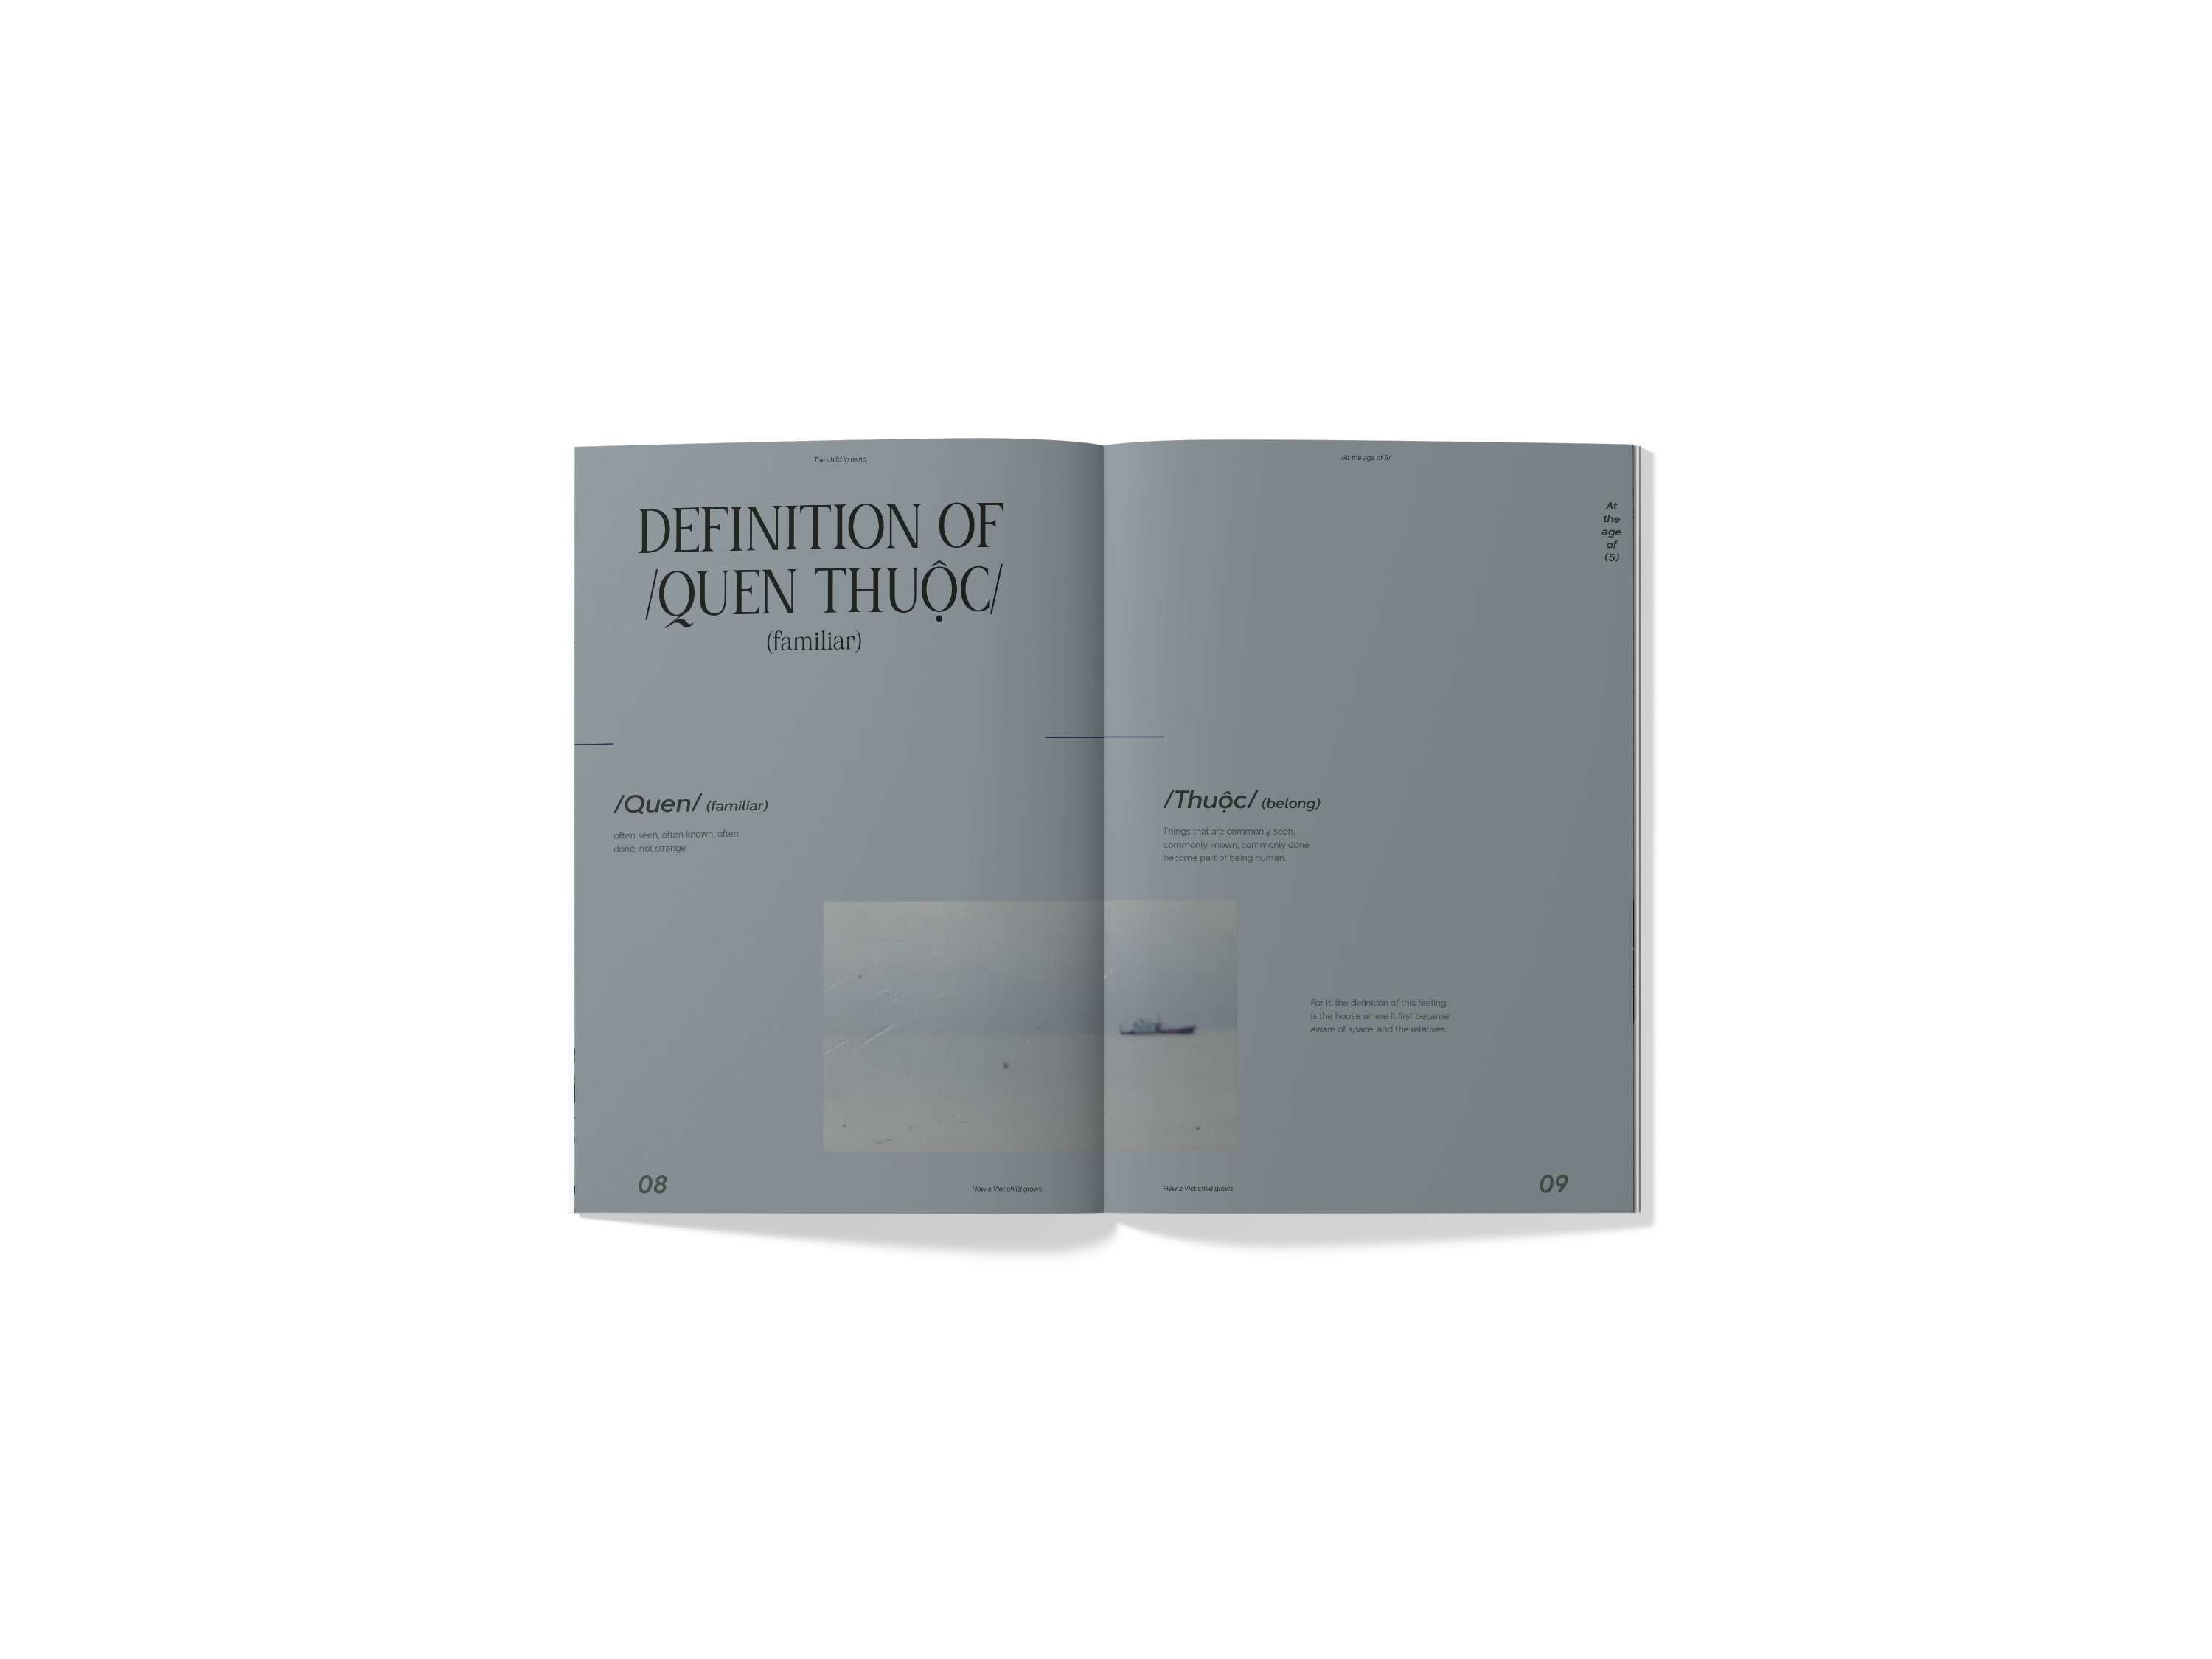 The child in mind
DEFINITION OF
/QUEN THUỘC/
(familiar)
/Quen/ (familiar)
often seen, often known, often
done, not strange
08
How a Viet child grows
/At the age of 5/
At
the
age
of
(5)
/Thuộc/ (belong)
Things that are commonly seen,
commonly known, commonly done
become part of being human.
For it, the definition of this feeling
is the house where it first became
aware of space, and the relatives.
How a Viet child grows
09